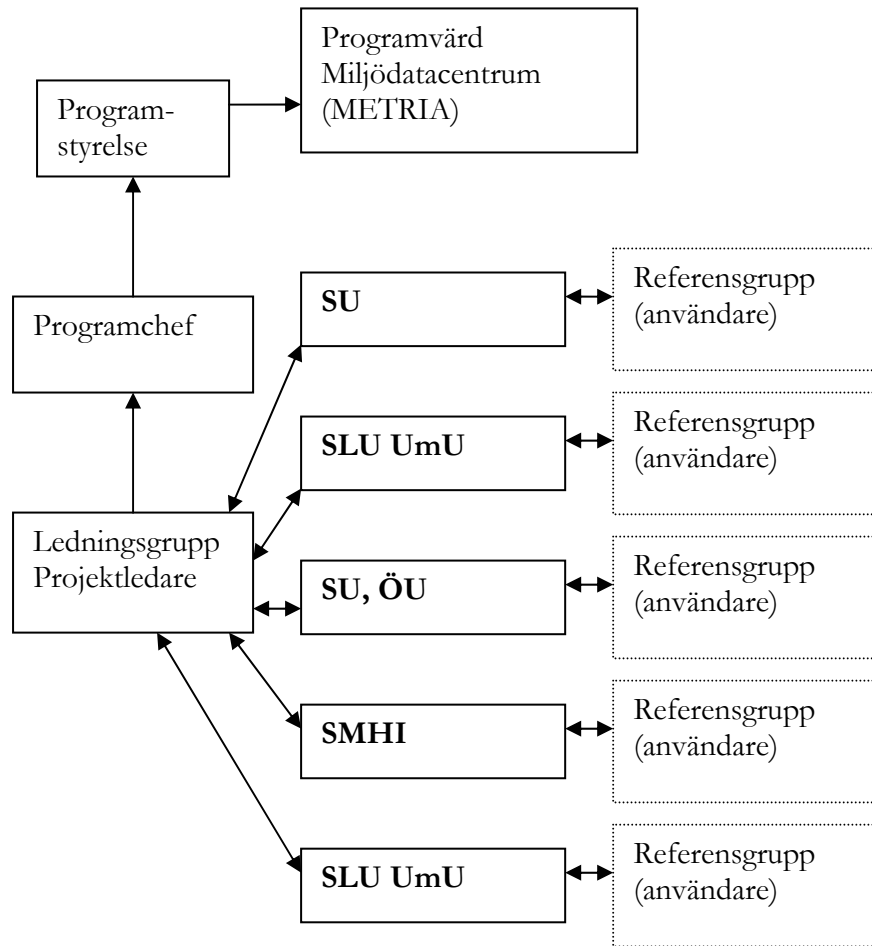 Programvärd
Miljödatacentrum
(METRIA)
Program-
styrelse
Programchef
Ledningsgrupp
Projektledare
SU
Referensgrupp
(användare)
SLU UmU
Referensgrupp
(användare)
SU, ÖU
Referensgrupp
(användare)
SMHI
Referensgrupp
(användare)
SLU UmU
Referensgrupp
(användare)